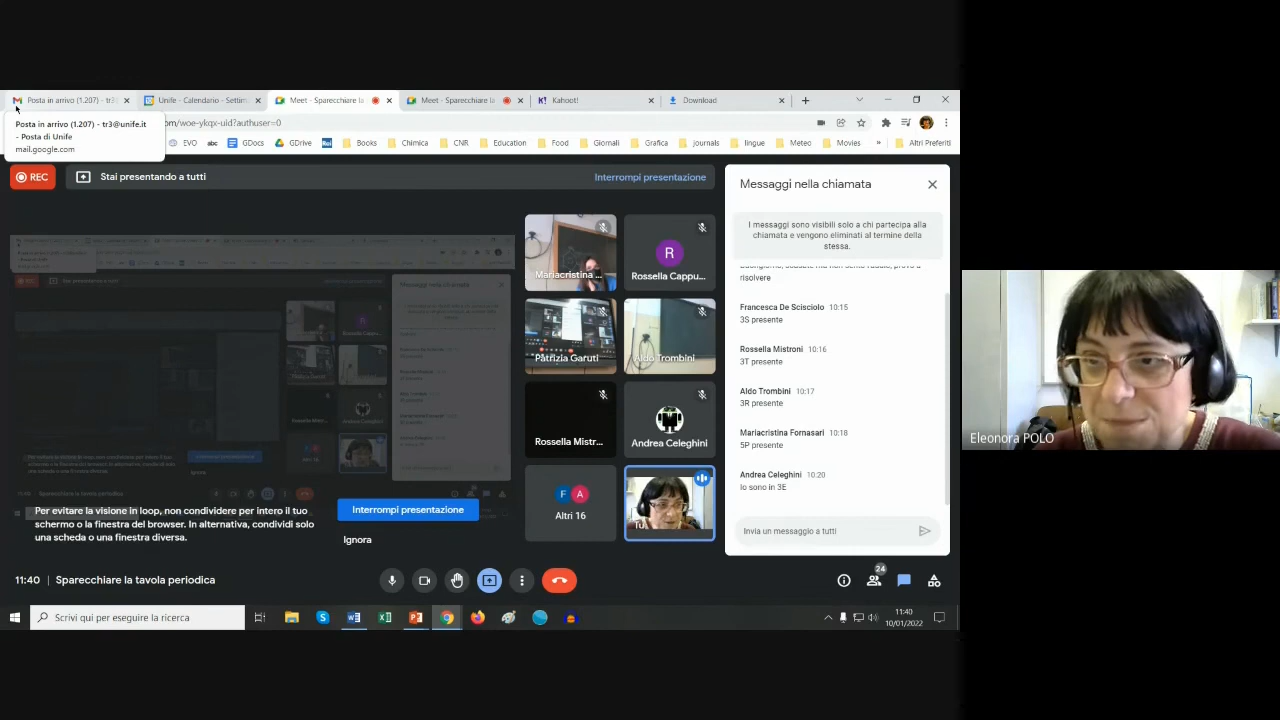 Posta in arrivo (1.207) - tr3
Unife - Calendario - Settim
Meet - Sparecchiare la
Meet - Sparecchiare la
Kahoot!
Download
Posta in arrivo (1.207) - tr3@unife.it
- Posta di Unife
mail.google.com
com/woe-ykqx-uid?authuser=0
EVO
abc
GDocs
GDrive
Rai
Books
Chimica
CNR
Education
Food
Giornali
Grafica
journals
lingue
Meteo
Movies
»
Altri Preferiti
REC
Stai presentando a tutti
Interrompi presentazione
Messaggi nella chiamata
I messaggi sono visibili solo a chi partecipa alla
chiamata e vengono eliminati al termine della
stessa.
risolvere
Francesca De Scisciolo 10:15
3S presente
Rossella Mistroni 10:16
3T presente
Aldo Trombini 10:17
3R presente
Mariacristina Fornasari 10:18
5P presente
Andrea Celeghini 10:20
Io sono in 3E
Invia un messaggio a tutti
Mariacristina ...
R
Rossella Cappu...
Patrizia Garuti
Aldo Trombini
Rossella Mistr...
Andrea Celeghini
F A
Altri 16
Tu
Per evitare la visione in loop, non condividere per intero il tuo
schermo o la finestra del browser. In alternativa, condividi solo
una scheda o una finestra diversa.
Interrompi presentazione
Ignora
11:40 | Sparecchiare la tavola periodica
24
Scrivi qui per eseguire la ricerca
11:40
10/01/2022
Eleonora POLO